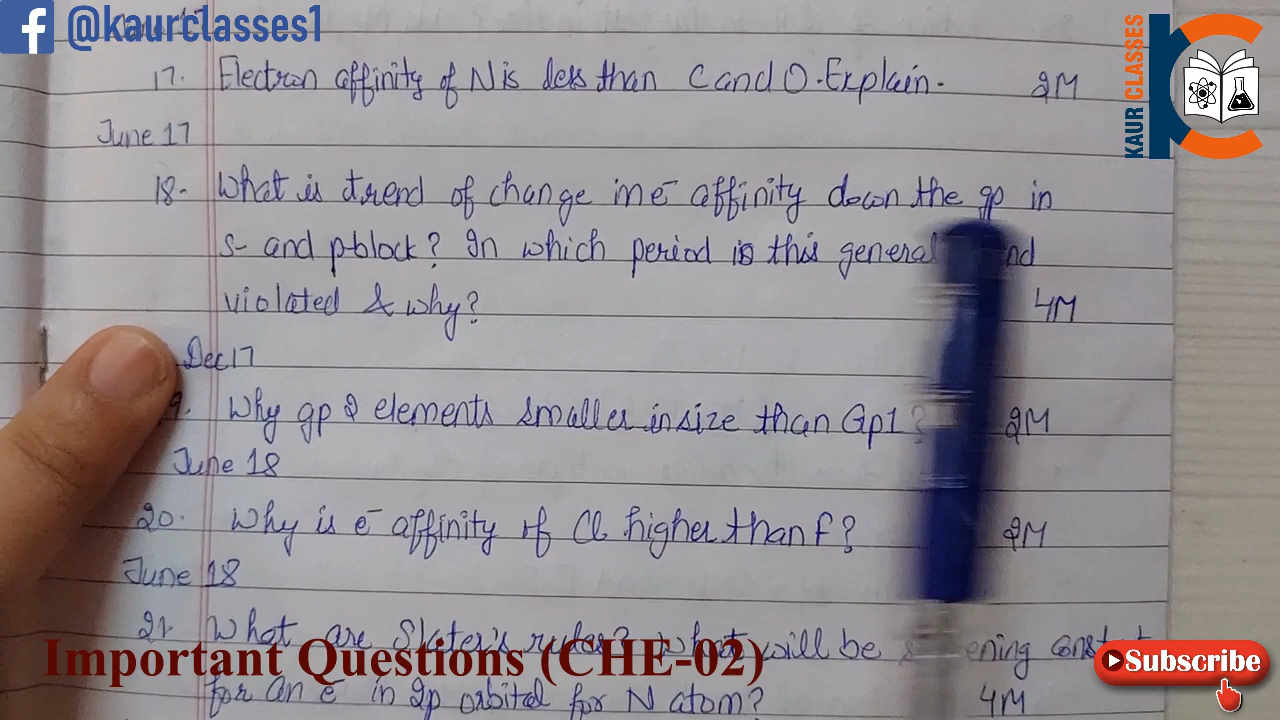 @kaurclasses1
17. Electron affinity of N is less than C and O. Explain. 2M
June 17
18. What is trend of change in e⁻ affinity down the gp in
s- and p-block? In which period is this general
violated & why? 4M
Dec 17
9. Why gp 2 elements smaller in size than Gp1? 2M
June 18
20. Why is e⁻ affinity of Cl higher than F? 2M
June 18
21. What are Slater's rules? What will be
for an e⁻ in 2p orbital for N atom? 4M
Important Questions (CHE-02)
KAUR CLASSES
Subscribe